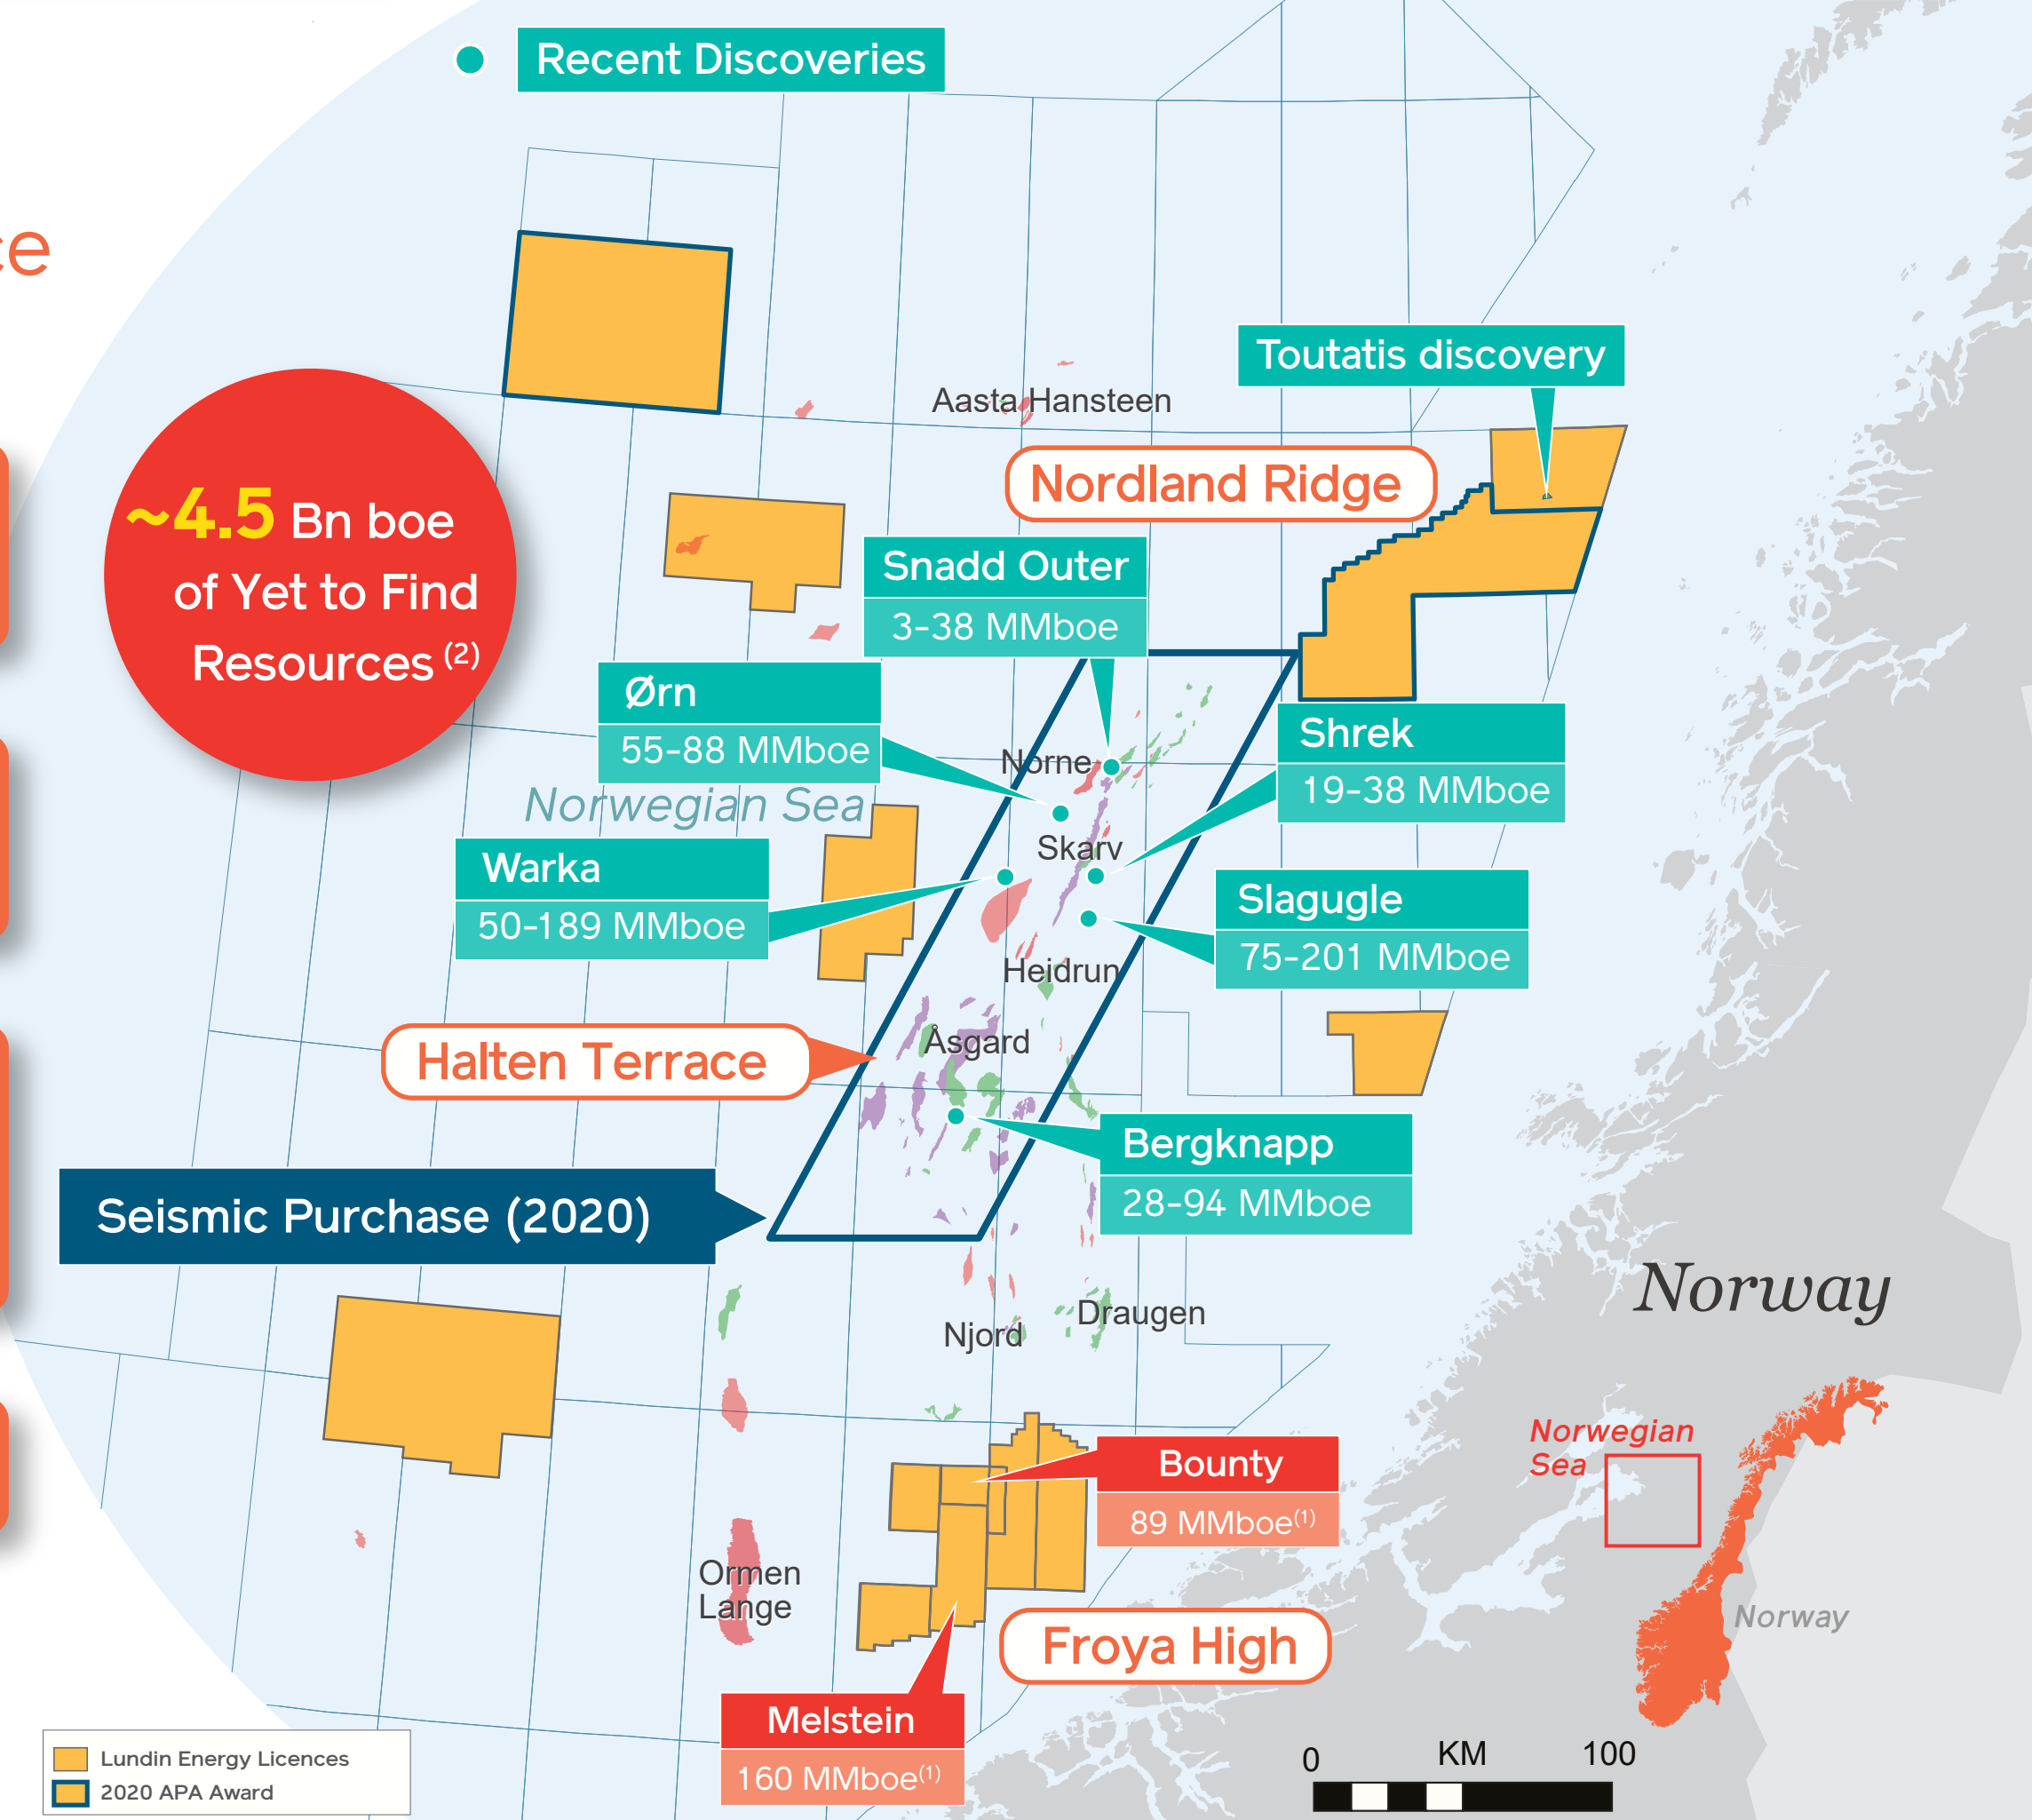 Recent Discoveries
ce
Toutatis discovery
Aasta Hansteen
Nordland Ridge
~4.5 Bn boe
of Yet to Find
Resources (2)
Snadd Outer
3-38 MMboe
Ørn
55-88 MMboe
Norne
Shrek
19-38 MMboe
Norwegian Sea
Skarv
Warka
50-189 MMboe
Slagugle
75-201 MMboe
Heidrun
Åsgard
Halten Terrace
Bergknapp
28-94 MMboe
Seismic Purchase (2020)
Norway
Draugen
Njord
Norwegian
Sea
Bounty
89 MMboe(1)
Ormen
Lange
Norway
Froya High
Melstein
160 MMboe(1)
Lundin Energy Licences
2020 APA Award
0 KM 100